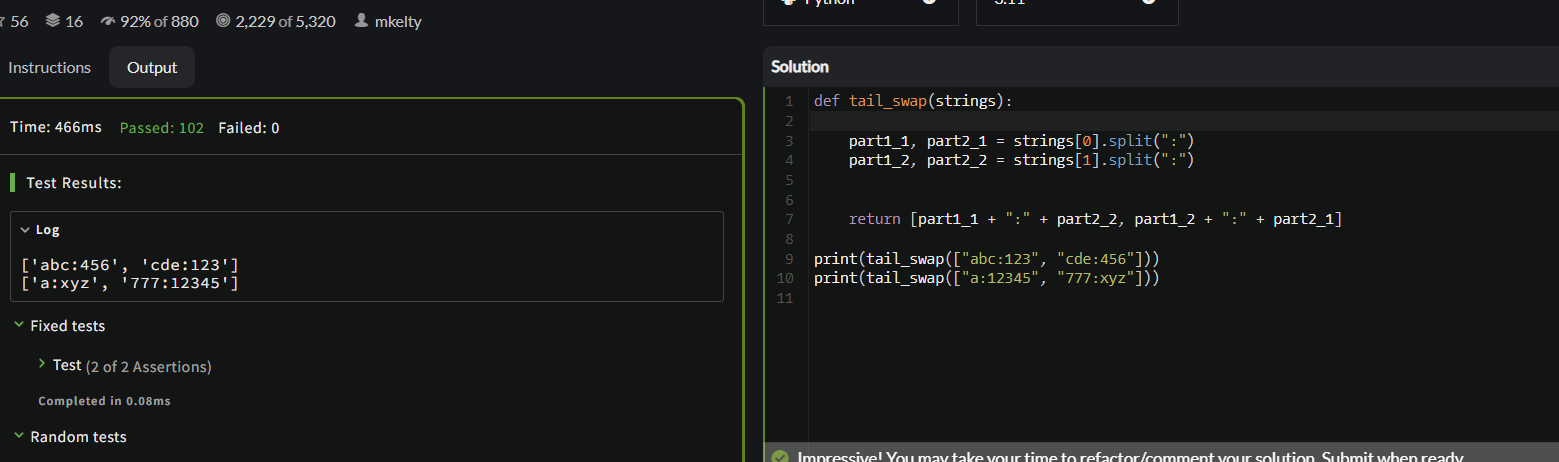 56 16 92% of 880 2,229 of 5,320 mkelty
Python 3.11
Instructions Output
Time: 466ms Passed: 102 Failed: 0
Test Results:
Log
['abc:456', 'cde:123']
['a:xyz', '777:12345']
Fixed tests
Test (2 of 2 Assertions)
Completed in 0.08ms
Random tests
Solution
1 def tail_swap(strings):
2
3 part1_1, part2_1 = strings[0].split(":")
4 part1_2, part2_2 = strings[1].split(":")
5
6
7 return [part1_1 + ":" + part2_2, part1_2 + ":" + part2_1]
8
9 print(tail_swap(["abc:123", "cde:456"]))
10 print(tail_swap(["a:12345", "777:xyz"]))
11
Impressive! You may take your time to refactor/comment your solution. Submit when ready.